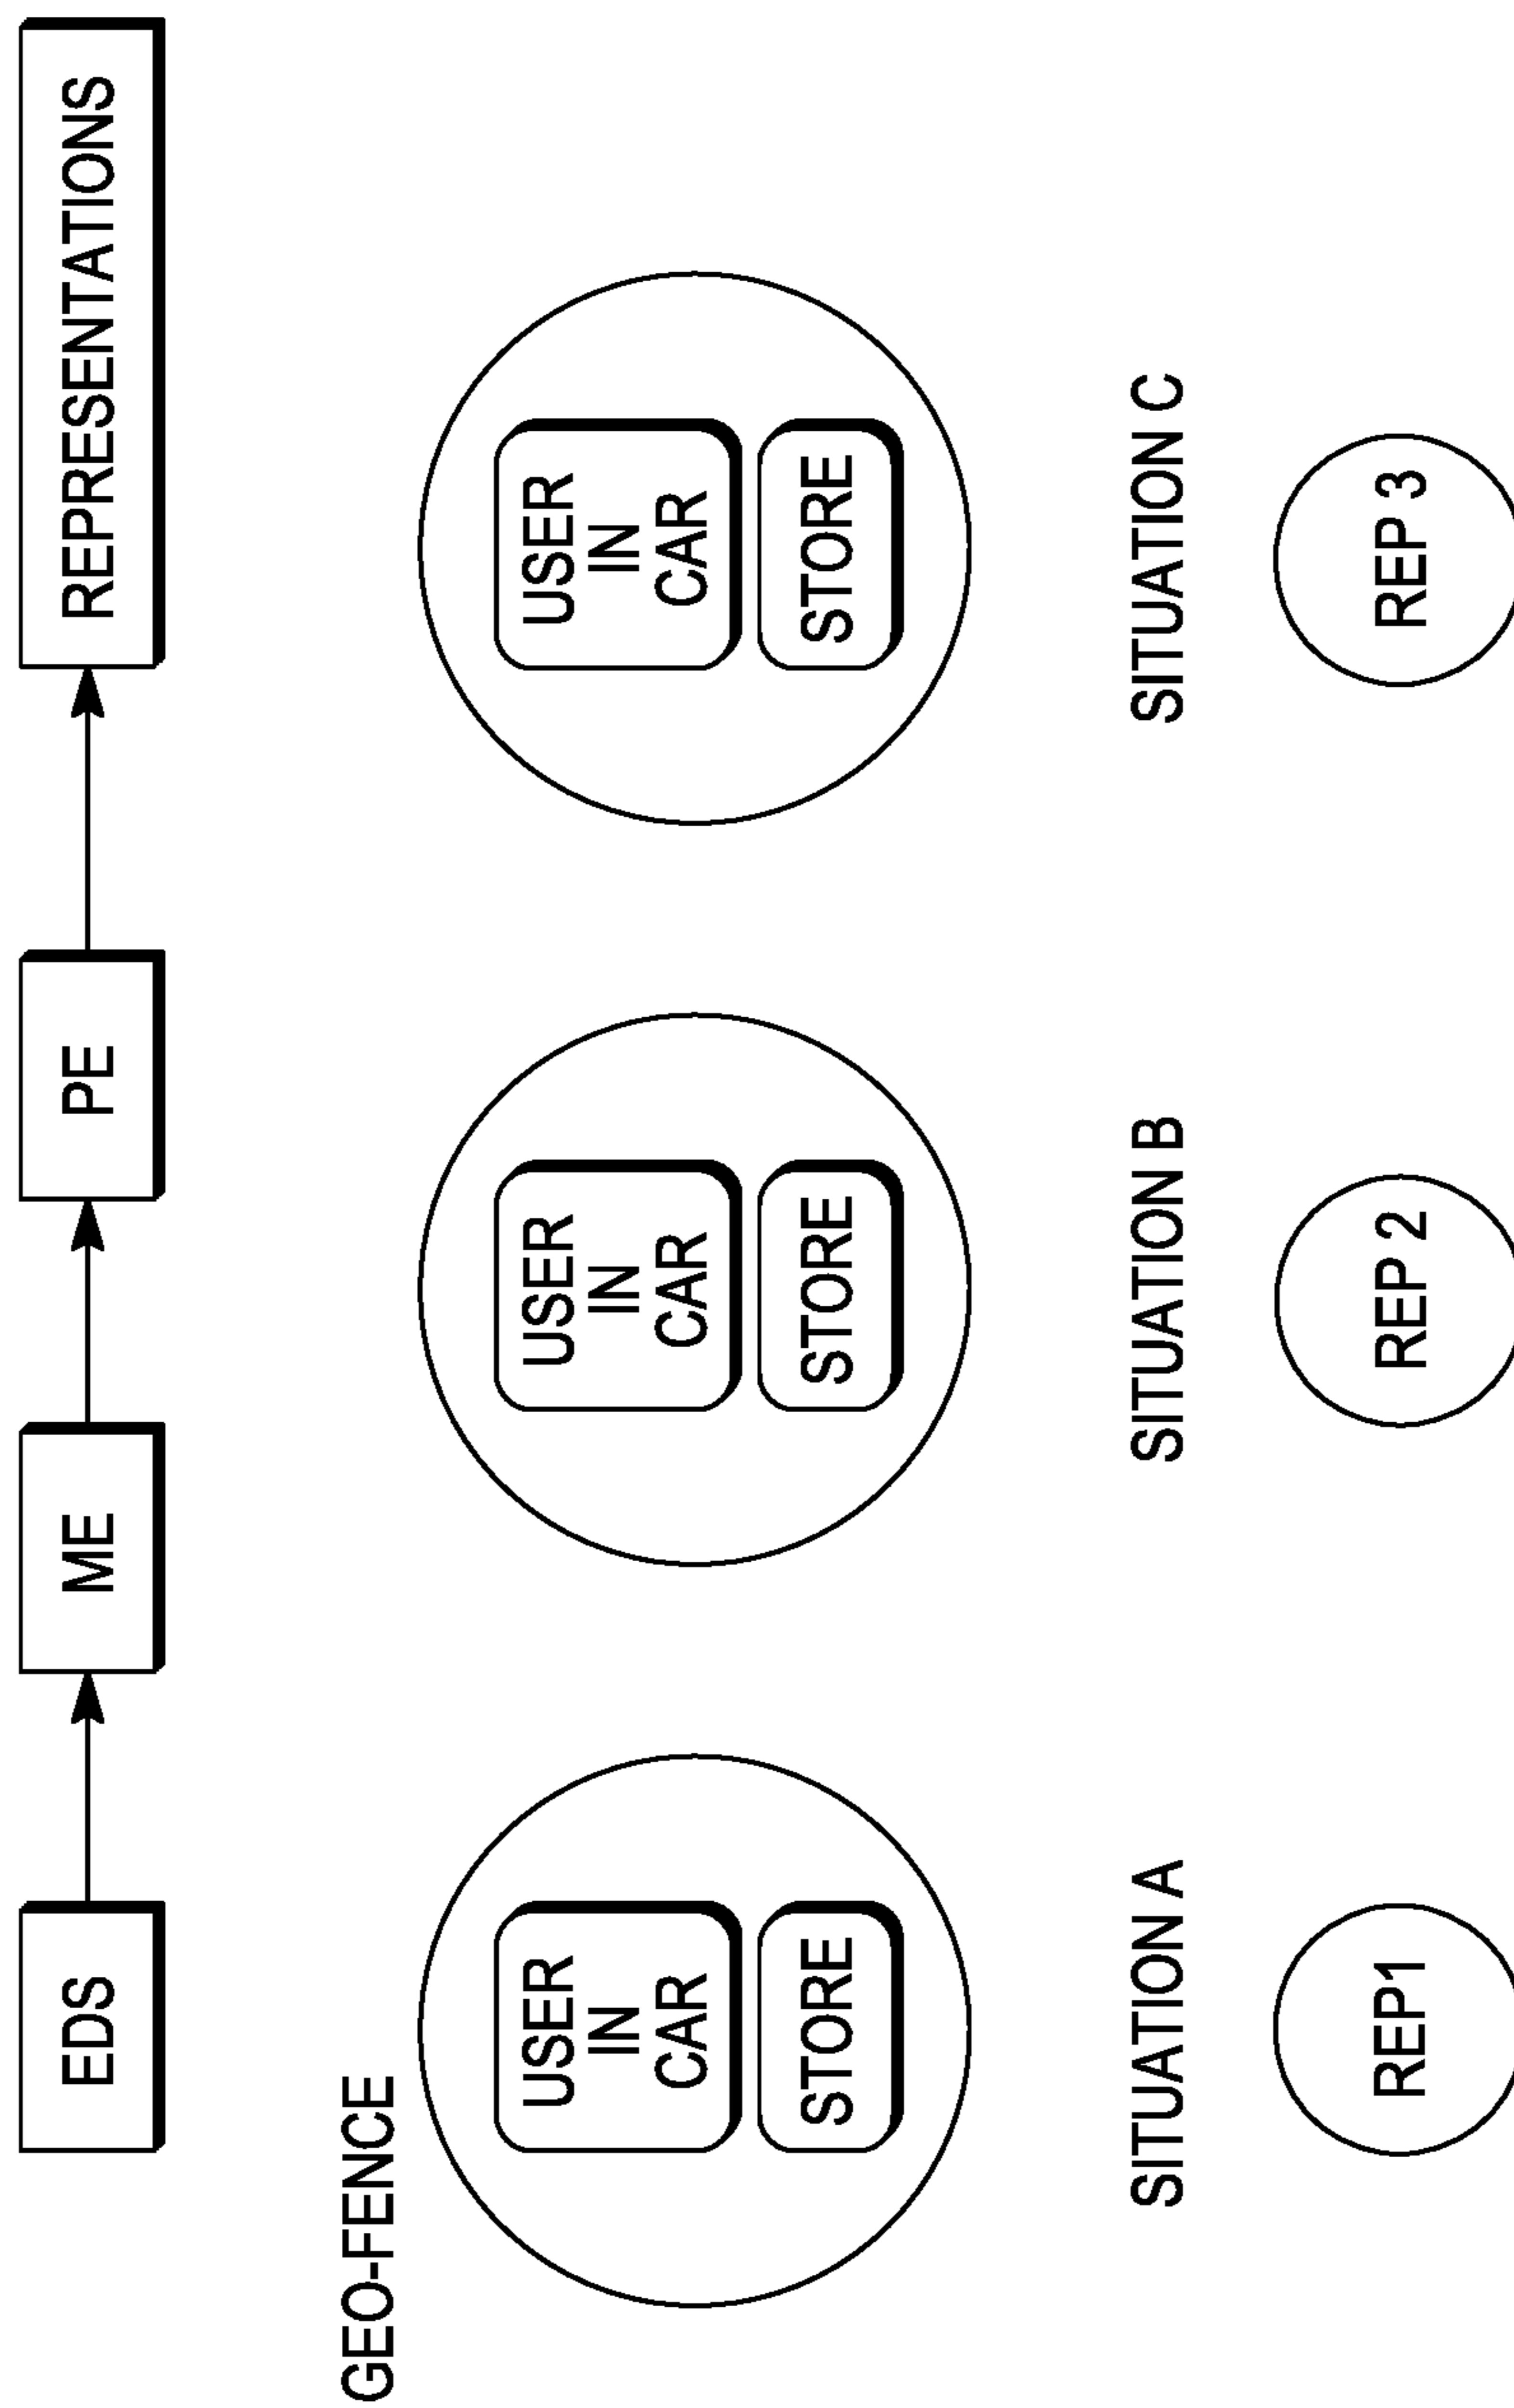 EDS
ME
PE
REPRESENTATIONS
GEO-FENCE
USER
IN
CAR
STORE
USER
IN
CAR
STORE
USER
IN
CAR
STORE
SITUATION A
SITUATION B
SITUATION C
REP1
REP 2
REP 3